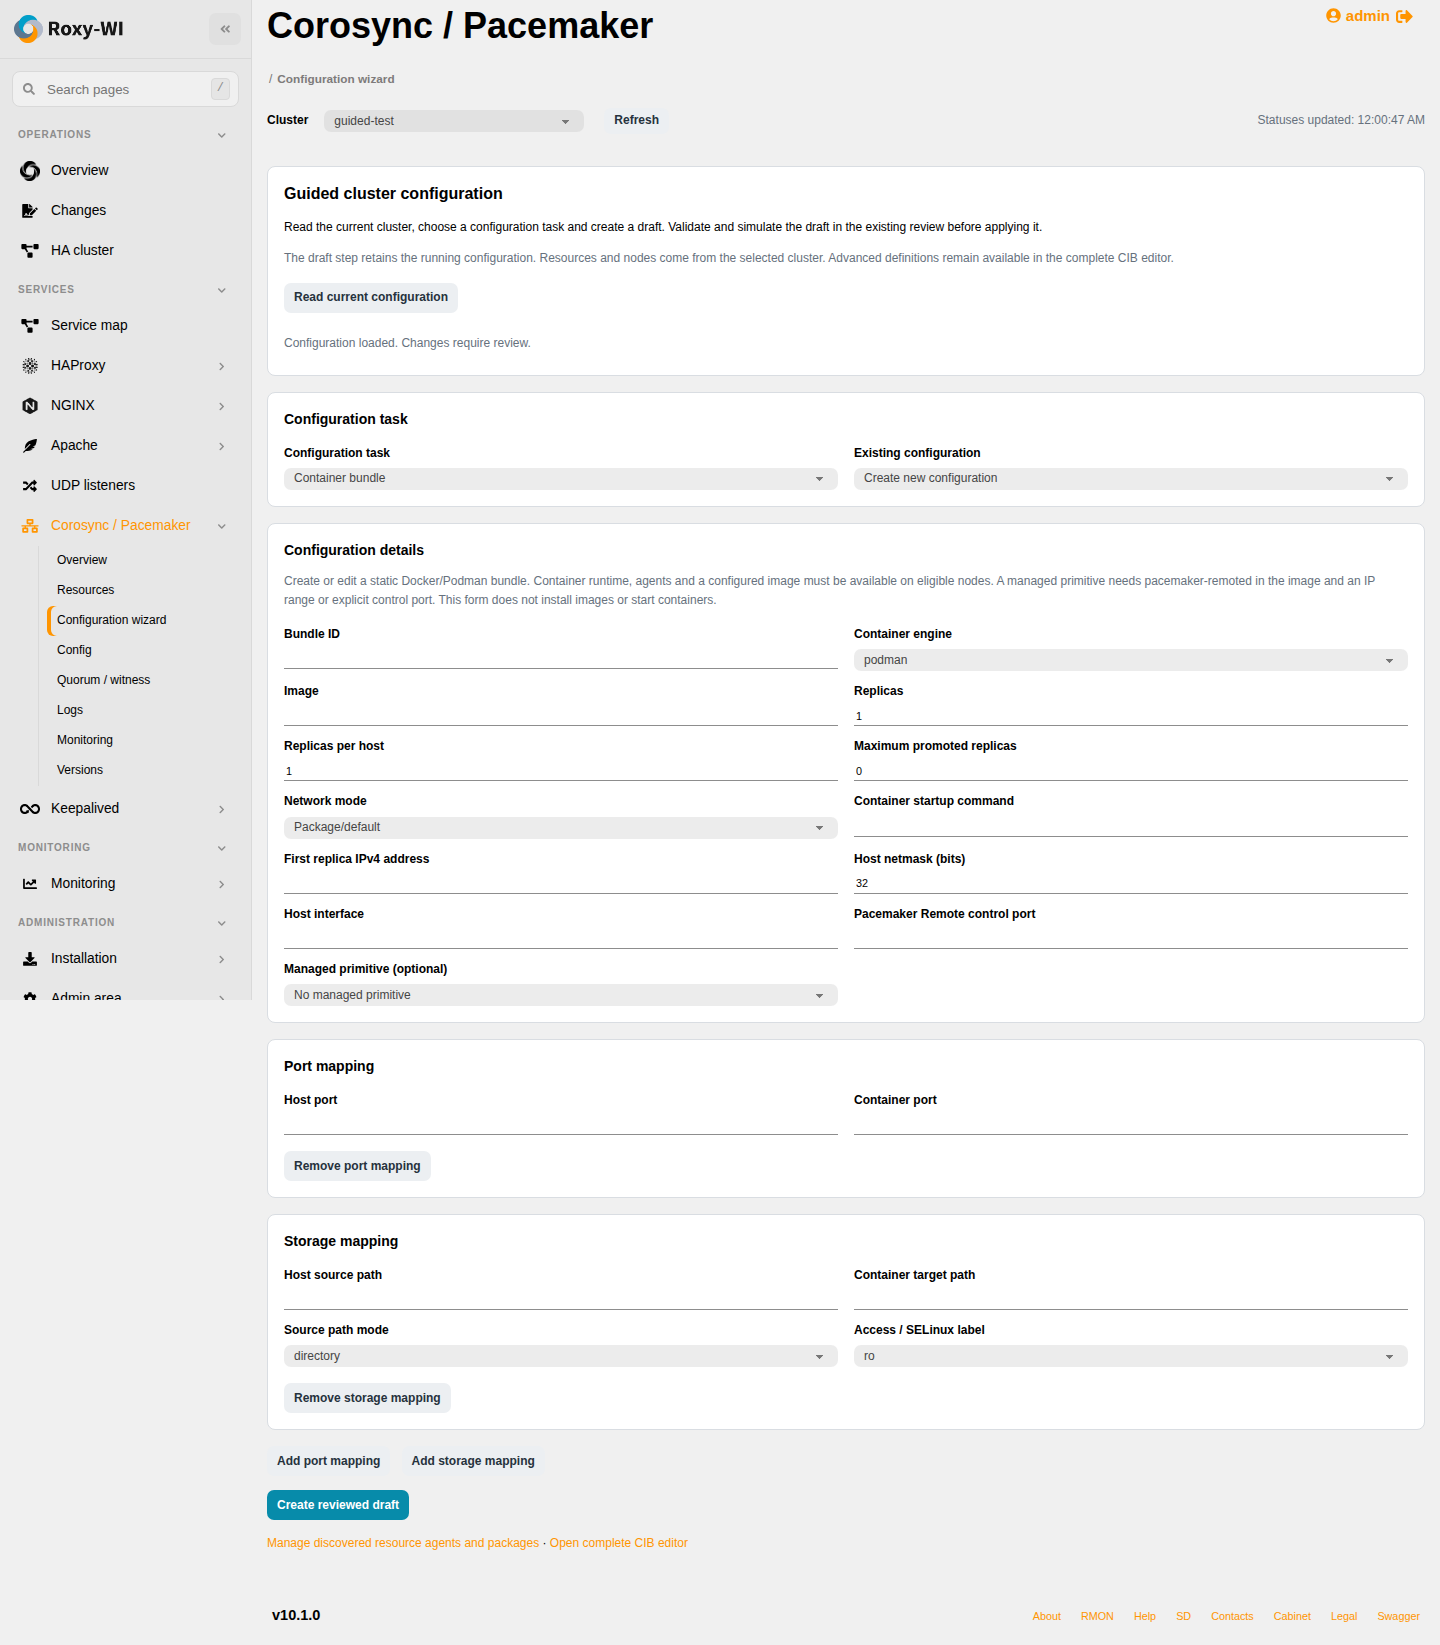 Roxy-WI
«
Search pages
/
OPERATIONS
Overview
Changes
HA cluster
SERVICES
Service map
HAProxy
NGINX
Apache
UDP listeners
Corosync / Pacemaker
Overview
Resources
Configuration wizard
Config
Quorum / witness
Logs
Monitoring
Versions
Keepalived
MONITORING
Monitoring
ADMINISTRATION
Installation
Admin area
Corosync / Pacemaker
admin
/ Configuration wizard
Cluster
guided-test
Refresh
Statuses updated: 12:00:47 AM
Guided cluster configuration
Read the current cluster, choose a configuration task and create a draft. Validate and simulate the draft in the existing review before applying it.
The draft step retains the running configuration. Resources and nodes come from the selected cluster. Advanced definitions remain available in the complete CIB editor.
Read current configuration
Configuration loaded. Changes require review.
Configuration task
Configuration task
Existing configuration
Container bundle
Create new configuration
Configuration details
Create or edit a static Docker/Podman bundle. Container runtime, agents and a configured image must be available on eligible nodes. A managed primitive needs pacemaker-remoted in the image and an IP
range or explicit control port. This form does not install images or start containers.
Bundle ID
Container engine
podman
Image
Replicas
1
Replicas per host
Maximum promoted replicas
1
0
Network mode
Container startup command
Package/default
First replica IPv4 address
Host netmask (bits)
32
Host interface
Pacemaker Remote control port
Managed primitive (optional)
No managed primitive
Port mapping
Host port
Container port
Remove port mapping
Storage mapping
Host source path
Container target path
Source path mode
Access / SELinux label
directory
ro
Remove storage mapping
Add port mapping
Add storage mapping
Create reviewed draft
Manage discovered resource agents and packages · Open complete CIB editor
v10.1.0
About
RMON
Help
SD
Contacts
Cabinet
Legal
Swagger